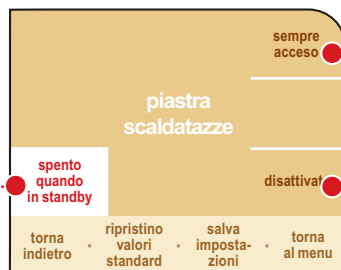 sempre
acceso
piastra
scaldatazze
spento
quando
in standby
disattivat
torna
indietro
ripristino
valori
standard
salva
imposta-
zioni
torna
al menu